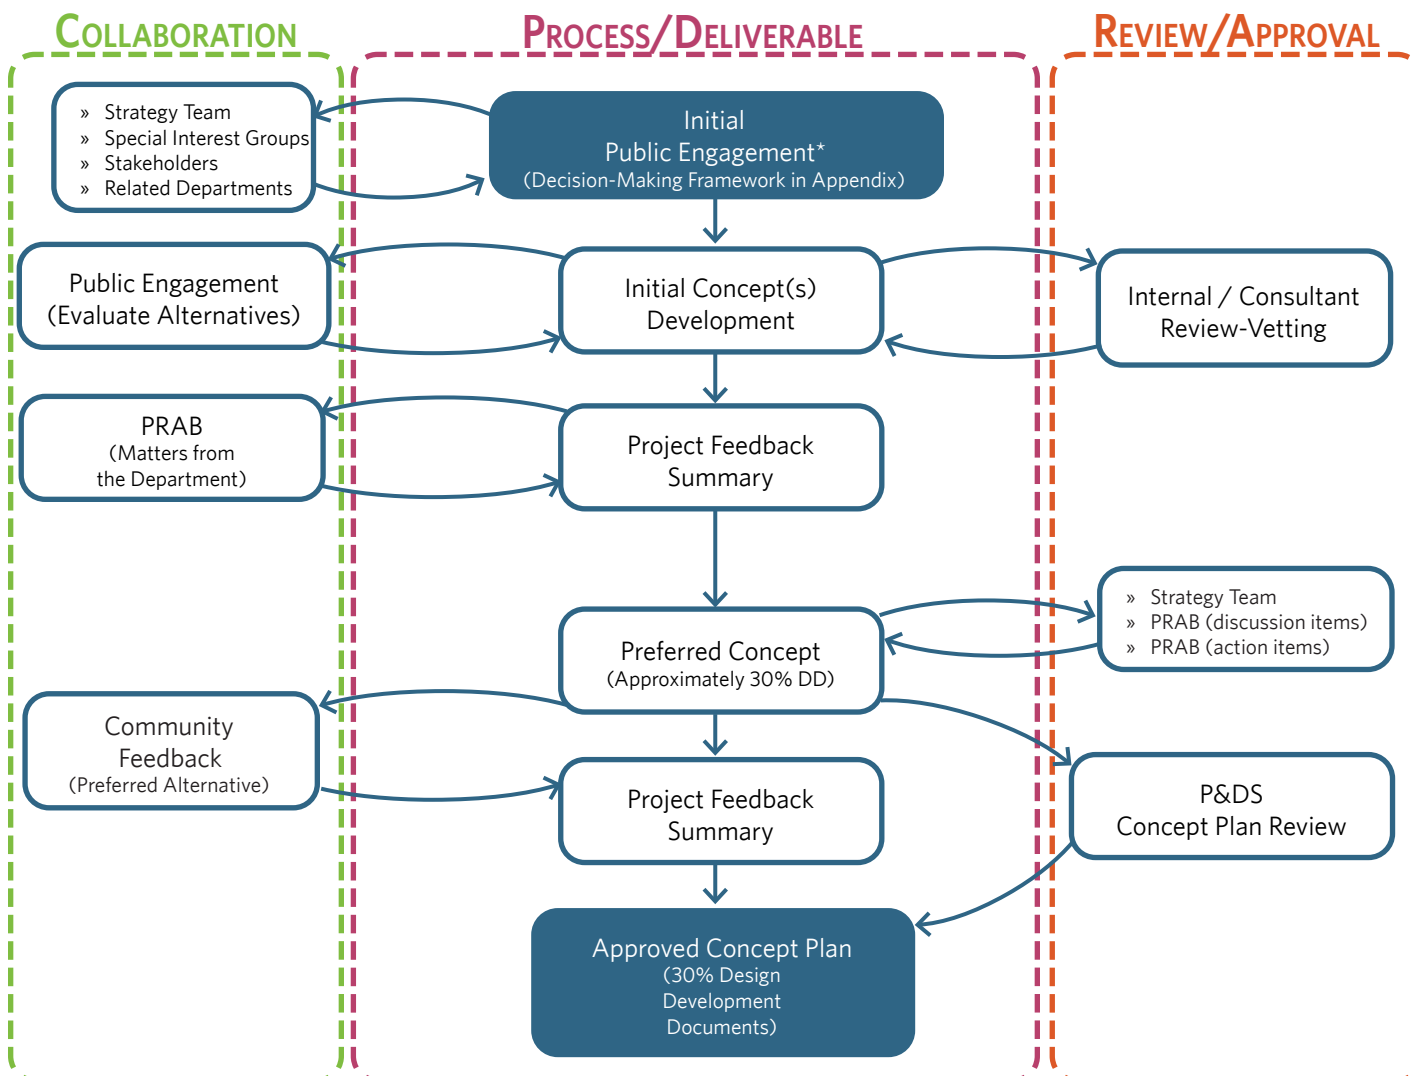 COLLABORATION
PROCESS/DELIVERABLE
REVIEW/APPROVAL
» Strategy Team
» Special Interest Groups
» Stakeholders
» Related Departments
Initial
Public Engagement*
(Decision-Making Framework in Appendix)
Public Engagement
(Evaluate Alternatives)
Initial Concept(s)
Development
Internal / Consultant
Review-Vetting
PRAB
(Matters from
the Department)
Project Feedback
Summary
» Strategy Team
» PRAB (discussion items)
» PRAB (action items)
Preferred Concept
(Approximately 30% DD)
Community
Feedback
(Preferred Alternative)
Project Feedback
Summary
P&DS
Concept Plan Review
Approved Concept Plan
(30% Design
Development
Documents)